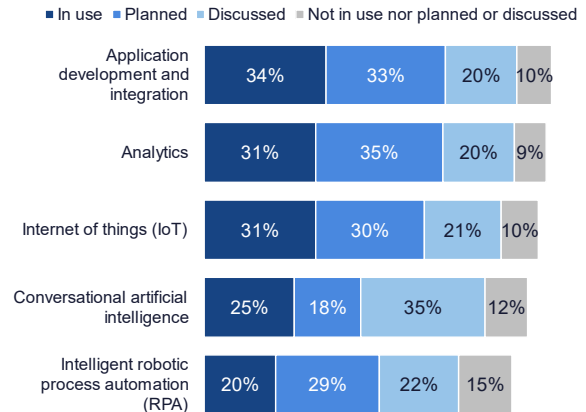 In use Planned Discussed Not in use nor planned or discussed
Application
development and
integration
34% 33% 20% 10%
Analytics
31% 35% 20% 9%
Internet of things (IoT)
31% 30% 21% 10%
Conversational artificial
intelligence
25% 18% 35% 12%
Intelligent robotic
process automation
(RPA)
20% 29% 22% 15%